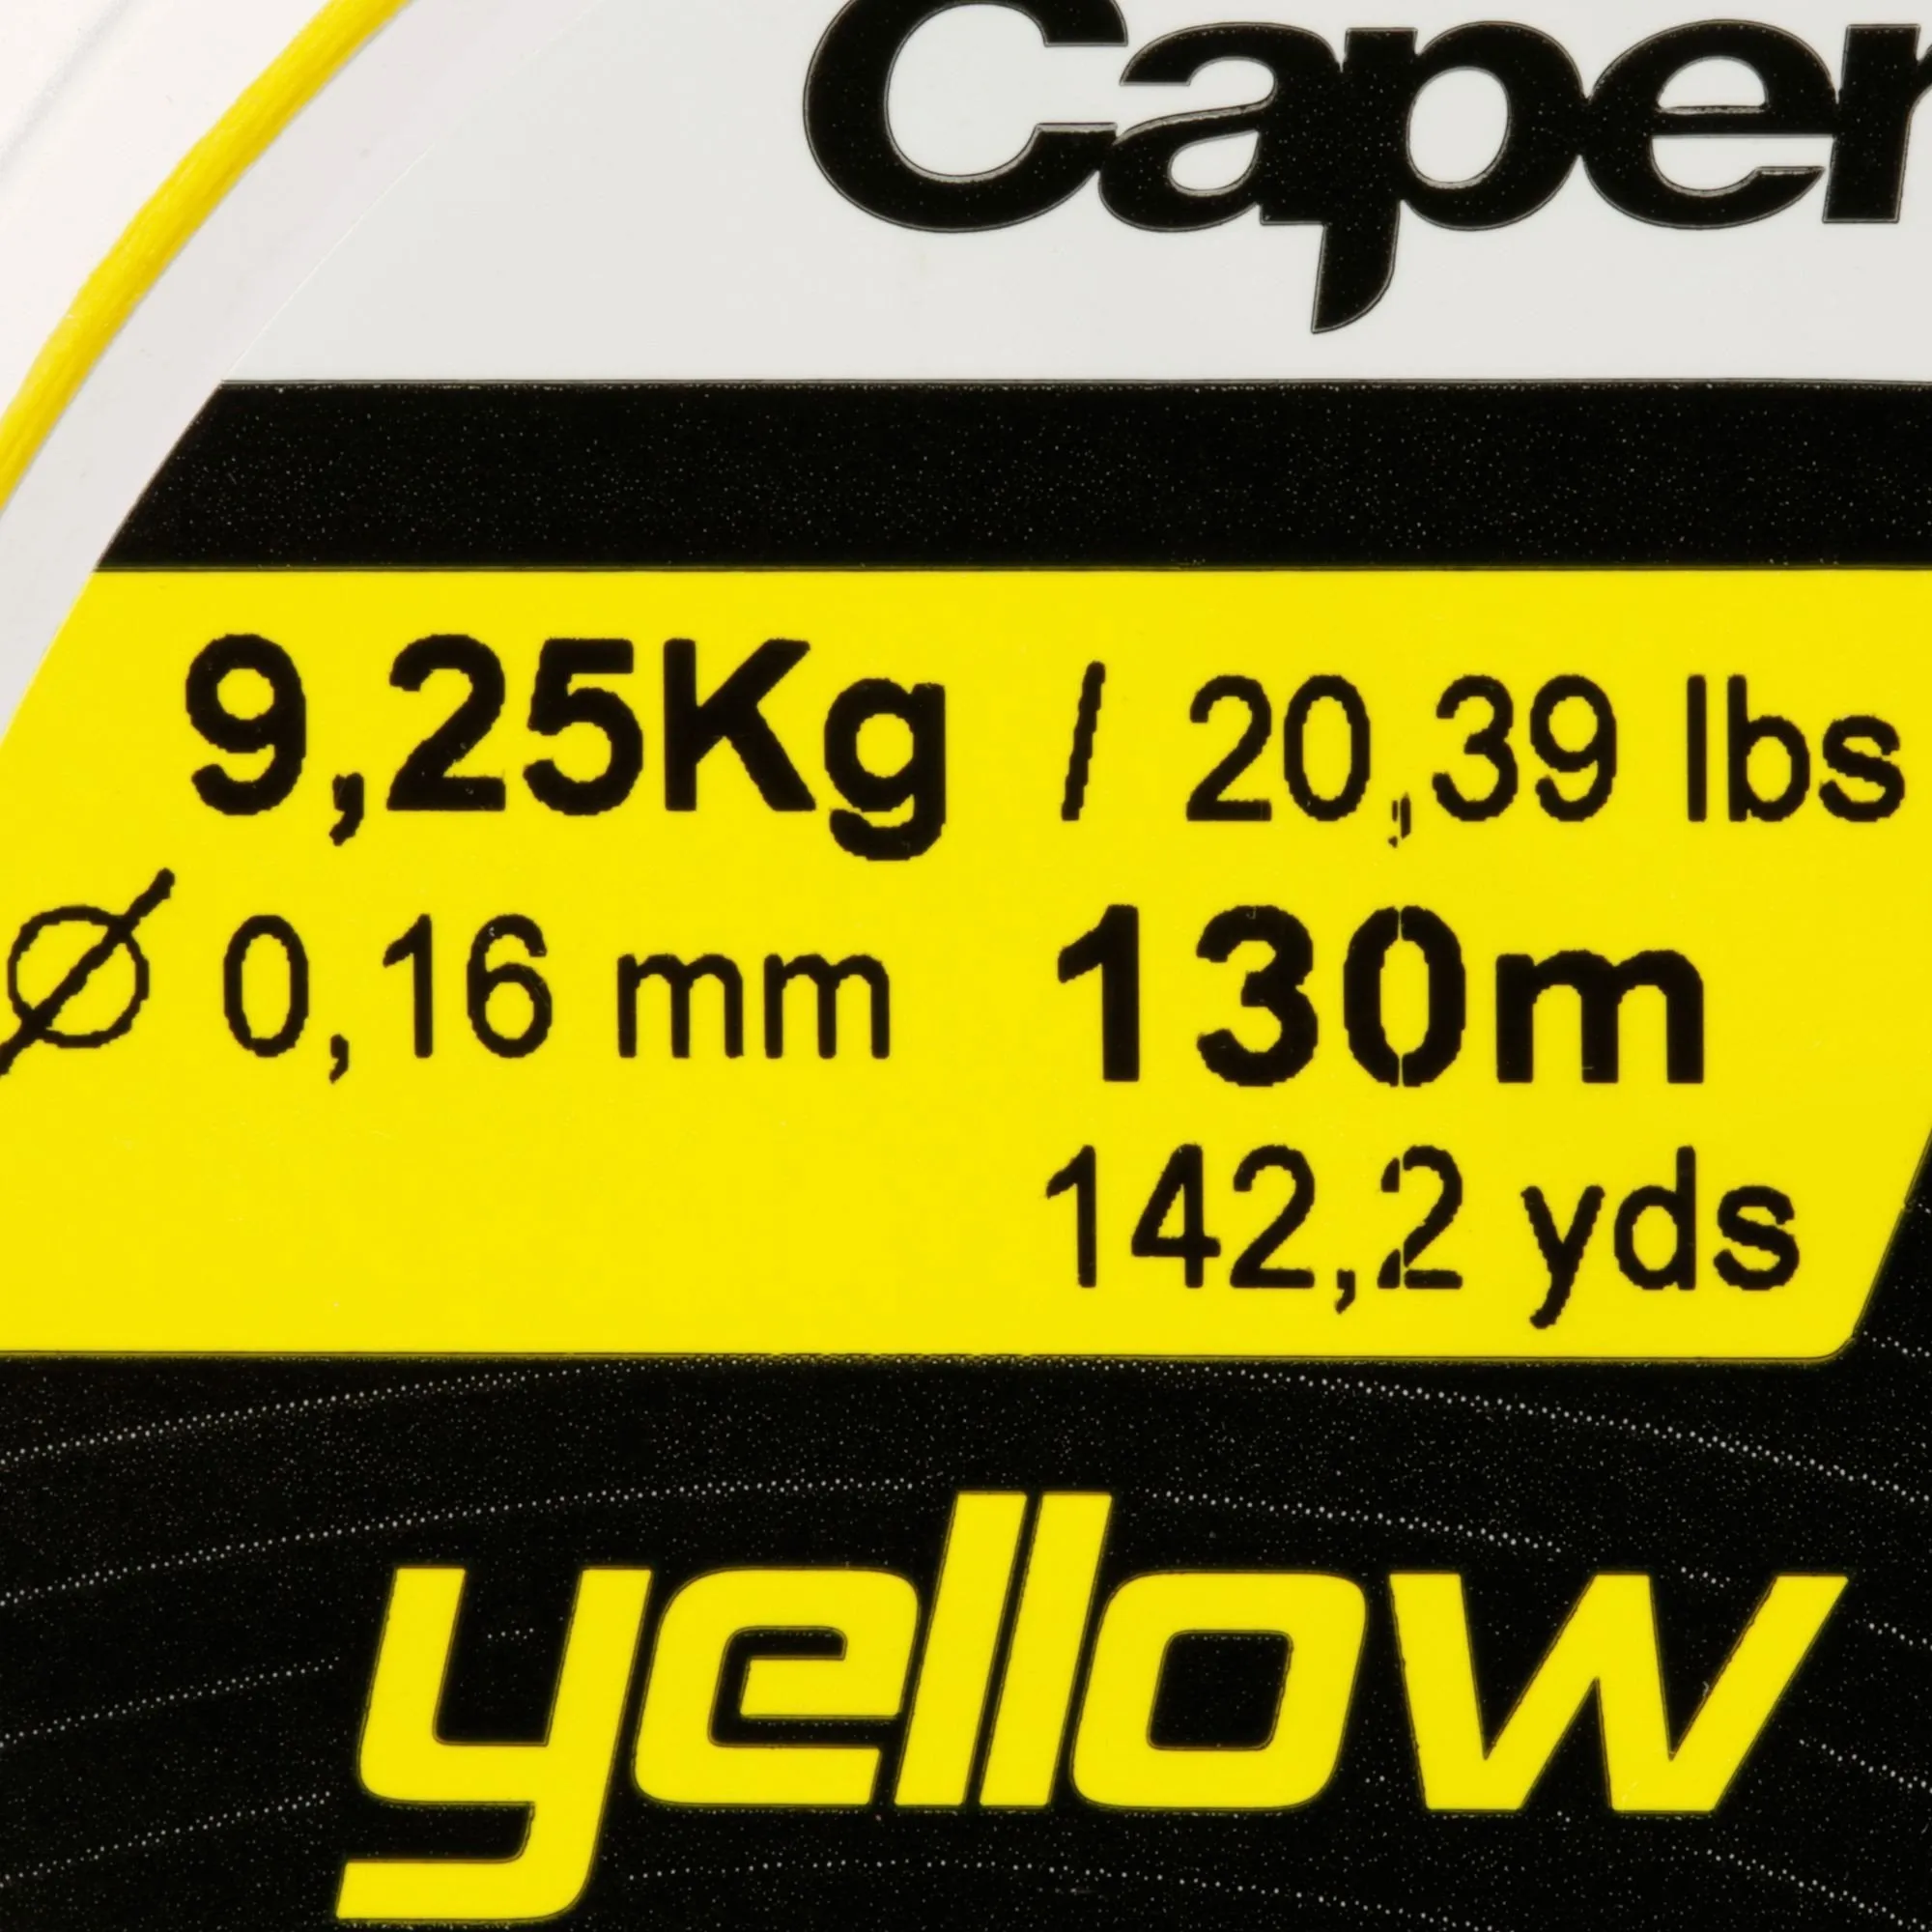 Caper
9,25Kg / 20,39 lbs
Ø 0,16 mm 130m
142,2 yds
yellow